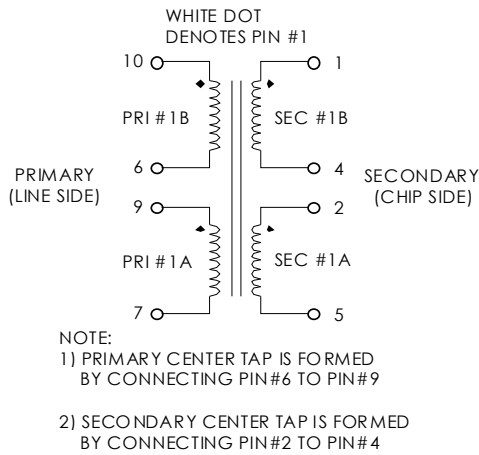 WHITE DOT
DENOTES PIN #1
10
1
PRI #1B
SEC #1B
6
4
PRIMARY
(LINE SIDE)
SECONDARY
(CHIP SIDE)
9
2
PRI #1A
SEC #1A
7
5
NOTE:
1) PRIMARY CENTER TAP IS FORMED
BY CONNECTING PIN#6 TO PIN#9
2) SECONDARY CENTER TAP IS FORMED
BY CONNECTING PIN#2 TO PIN#4